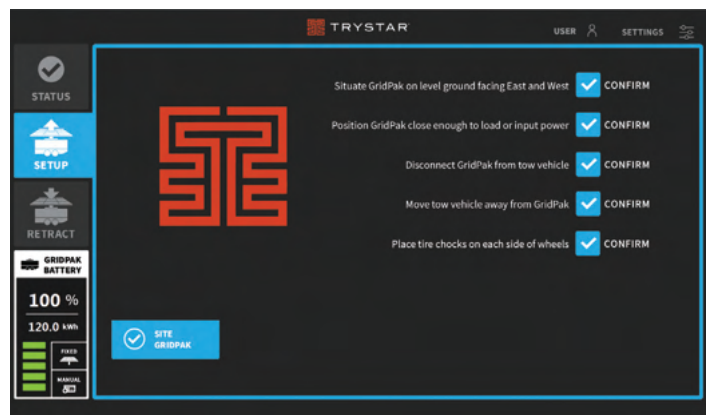 TRYSTAR
USER
SETTINGS
STATUS
SETUP
RETRACT
GRIDPAK
BATTERY
100 %
120.0 kWh
FIXED
MANUAL
Situate GridPak on level ground facing East and West CONFIRM
Position GridPak close enough to load or input power CONFIRM
Disconnect GridPak from tow vehicle CONFIRM
Move tow vehicle away from GridPak CONFIRM
Place tire chocks on each side of wheels CONFIRM
SITE
GRIDPAK